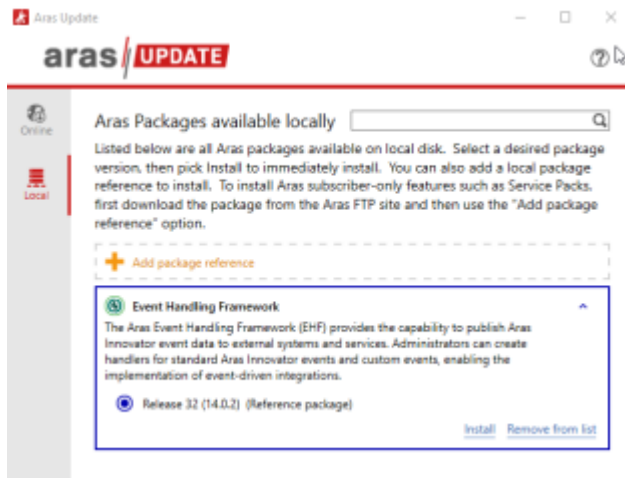 Aras Update
aras UPDATE
Online
Local
Aras Packages available locally
Listed below are all Aras packages available on local disk. Select a desired package
version, then pick Install to immediately install. You can also add a local package
reference to install. To install Aras subscriber-only features such as Service Packs,
first download the package from the Aras FTP site and then use the "Add package
reference" option.
Add package reference
Event Handling Framework
The Aras Event Handling Framework (EHF) provides the capability to publish Aras
Innovator event data to external systems and services. Administrators can create
handlers for standard Aras Innovator events and custom events, enabling the
implementation of event-driven integrations.
Release 32 (14.0.2) (Reference package)
Install Remove from list